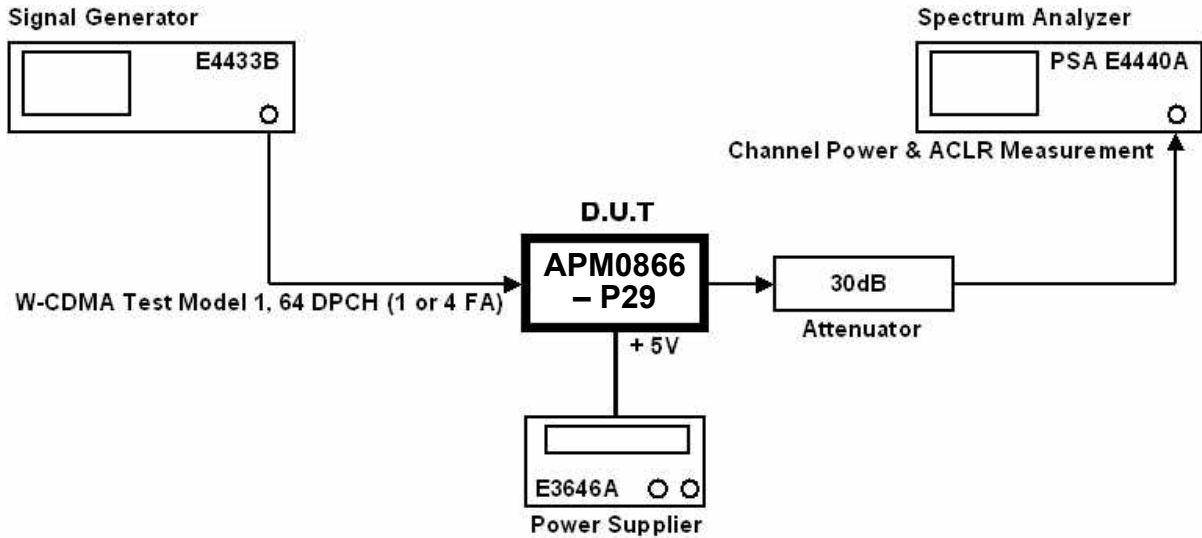 Signal Generator
E4433B
Spectrum Analyzer
PSA E4440A
Channel Power & ACLR Measurement
D.U.T
APM0866
– P29
W-CDMA Test Model 1, 64 DPCH (1 or 4 FA)
30dB
Attenuator
+ 5V
E3646A
Power Supplier